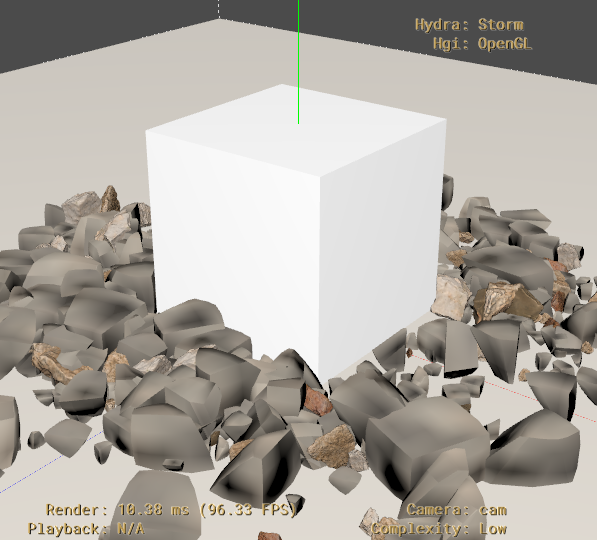 Hydra: Storm
Hgi: OpenGL
Render: 10.38 ms (96.33 FPS)
Playback: N/A
Camera: cam
Complexity: Low